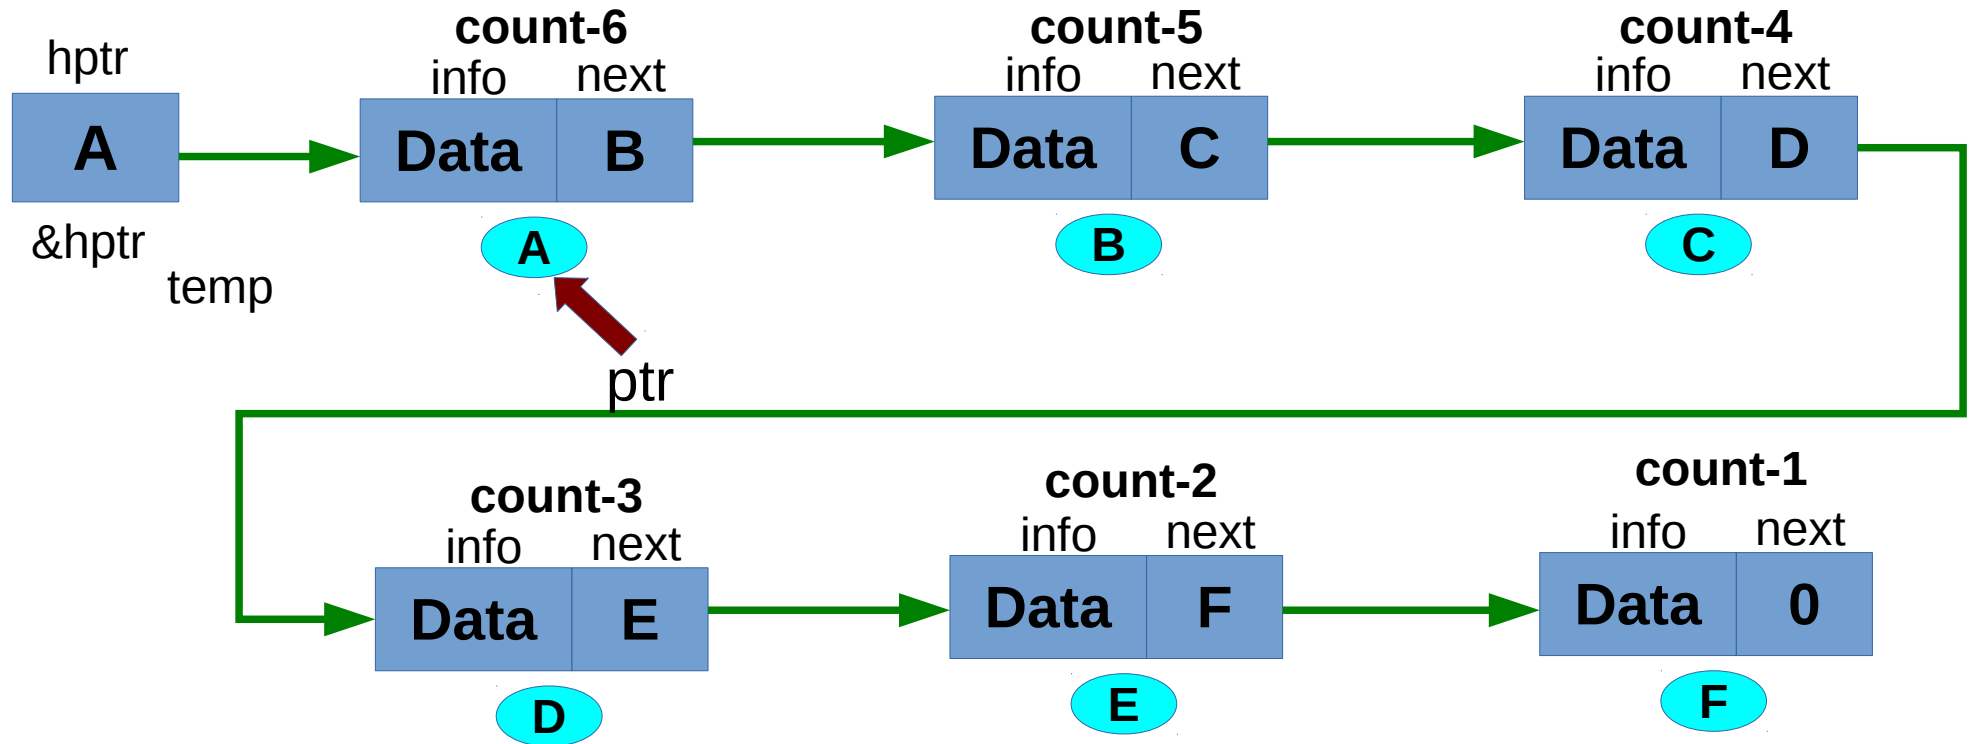 hptr
A
&hptr
temp
count-6
info next
Data B
A
ptr
count-5
info next
Data C
B
count-4
info next
Data D
C
count-3
info next
Data E
D
count-2
info next
Data F
E
count-1
info next
Data 0
F